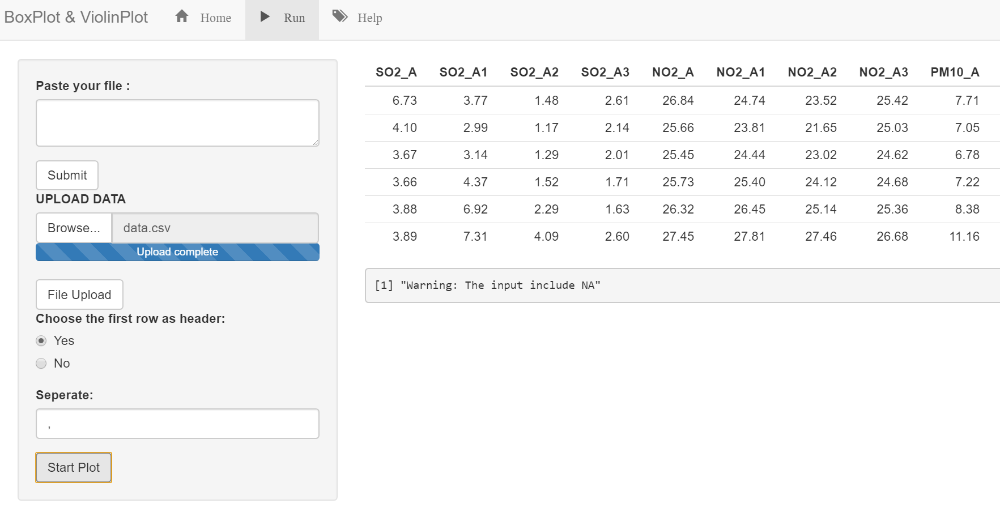 BoxPlot & ViolinPlot Home Run Help
Paste your file :
Submit
UPLOAD DATA
Browse... data.csv
Upload complete
File Upload
Choose the first row as header:
Yes
No
Seperate:
,
Start Plot
SO2_A SO2_A1 SO2_A2 SO2_A3 NO2_A NO2_A1 NO2_A2 NO2_A3 PM10_A
6.73 3.77 1.48 2.61 26.84 24.74 23.52 25.42 7.71
4.10 2.99 1.17 2.14 25.66 23.81 21.65 25.03 7.05
3.67 3.14 1.29 2.01 25.45 24.44 23.02 24.62 6.78
3.66 4.37 1.52 1.71 25.73 25.40 24.12 24.68 7.22
3.88 6.92 2.29 1.63 26.32 26.45 25.14 25.36 8.38
3.89 7.31 4.09 2.60 27.45 27.81 27.46 26.68 11.16
[1] "Warning: The input include NA"